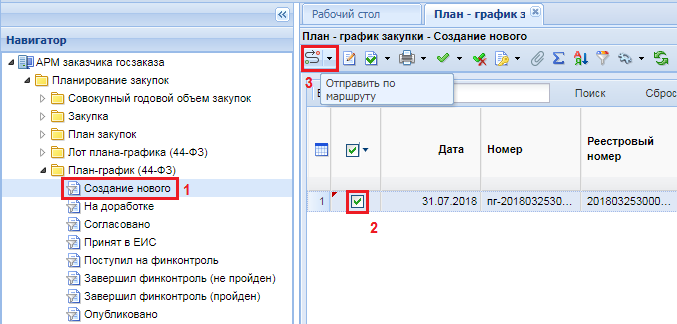 Навигатор
АРМ заказчика госзаказа
Планирование закупок
Совокупный годовой объем закупок
Закупка
План закупок
Лот плана-графика (44-ФЗ)
План-график (44-ФЗ)
Создание нового 1
На доработке
Согласовано
Принят в ЕИС
Поступил на финконтроль
Завершил финконтроль (не пройден)
Завершил финконтроль (пройден)
Опубликовано
Рабочий стол План - график з
План - график закупки - Создание нового
3 Отправить по
маршруту
Поиск Сброс
Дата Номер Реестровый
номер
1 31.07.2018 пг-2018032530... 201803253000...
2